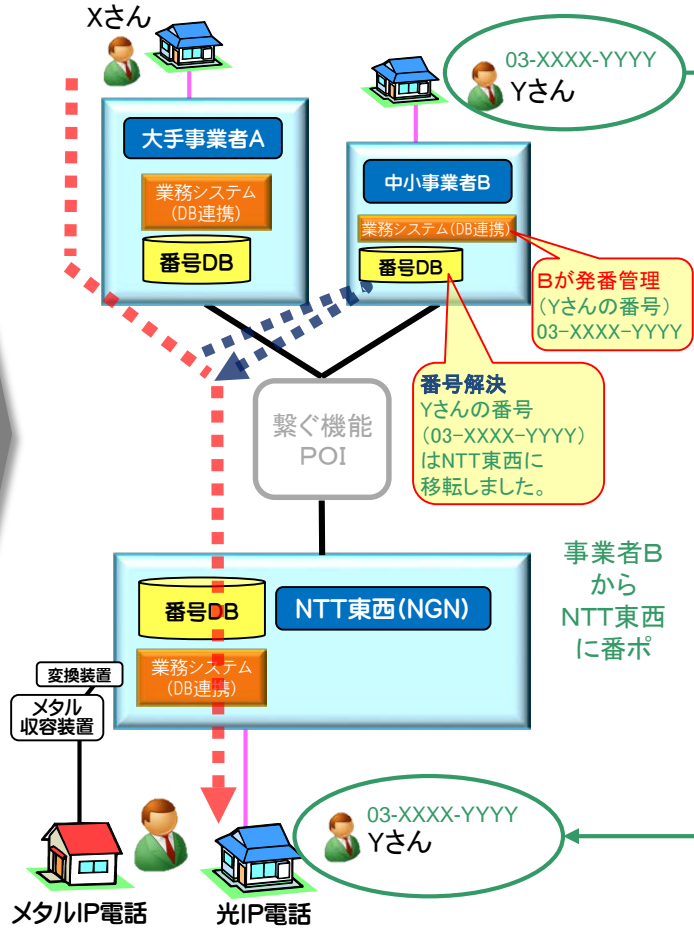 Xさん
03-XXXX-YYYY
Yさん
大手事業者A
業務システム
(DB連携)
番号DB
中小事業者B
業務システム(DB連携)
番号DB
Bが発番管理
(Yさんの番号)
03-XXXX-YYYY
番号解決
Yさんの番号
(03-XXXX-YYYY)
はNTT東西に
移転しました。
繋ぐ機能
POI
事業者B
から
NTT東西
に番ポ
番号DB
NTT東西(NGN)
業務システム
(DB連携)
変換装置
メタル
収容装置
03-XXXX-YYYY
Yさん
メタルIP電話
光IP電話